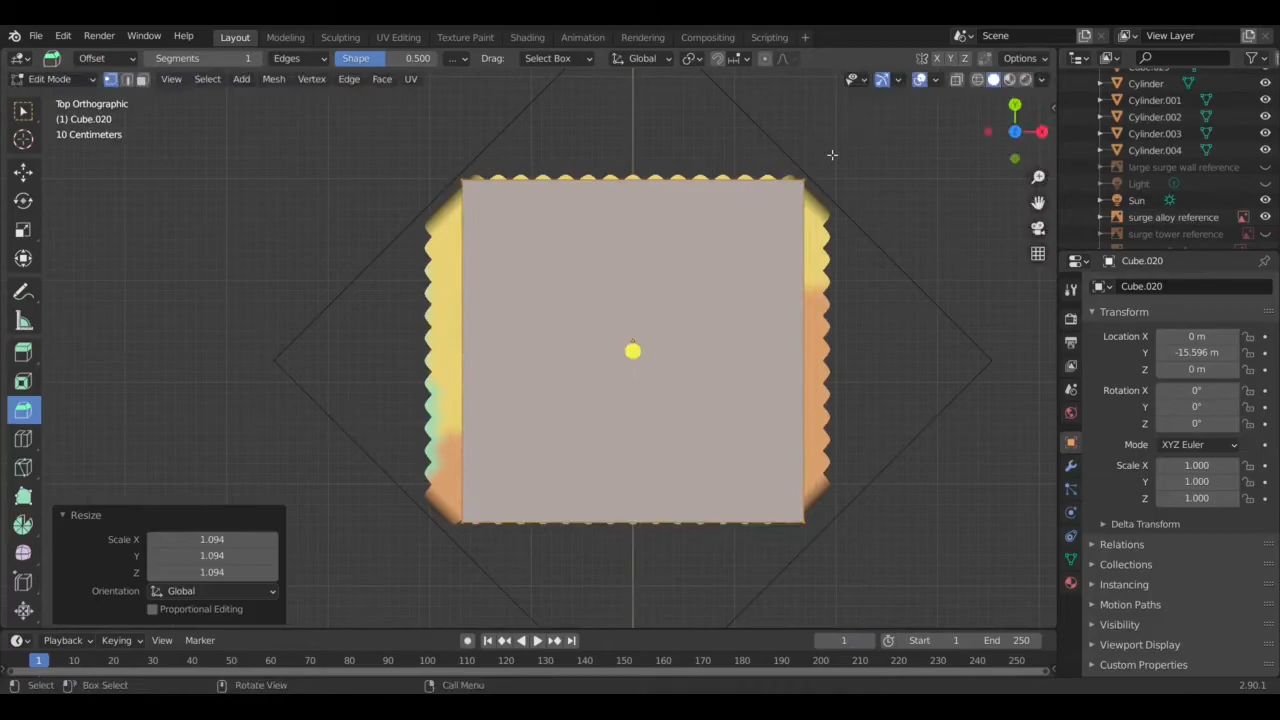 File Edit Render Window Help Layout Modeling Sculpting UV Editing Texture Paint Shading Animation Rendering Compositing Scripting + Scene View Layer
Offset Segments 1 Edges Shape 0.500 ... Drag: Select Box Global X Y Z Options
Edit Mode View Select Add Mesh Vertex Edge Face UV
Top Orthographic
(1) Cube.020
10 Centimeters
Cylinder
Cylinder.001
Cylinder.002
Cylinder.003
Cylinder.004
large surge wall reference
Light
Sun
surge alloy reference
surge tower reference
Cube.020
Cube.020
Transform
Location X 0 m
Y -15.596 m
Z 0 m
Rotation X 0°
Y 0°
Z 0°
Mode XYZ Euler
Scale X 1.000
Y 1.000
Z 1.000
Delta Transform
Relations
Collections
Instancing
Motion Paths
Visibility
Viewport Display
Custom Properties
Resize
Scale X 1.094
Y 1.094
Z 1.094
Orientation Global
Proportional Editing
Playback Keying View Marker 1 Start 1 End 250
1 10 20 30 40 50 60 70 80 90 100 110 120 130 140 150 160 170 180 190 200 210 220 230 240 250
Select Box Select Rotate View Call Menu 2.90.1